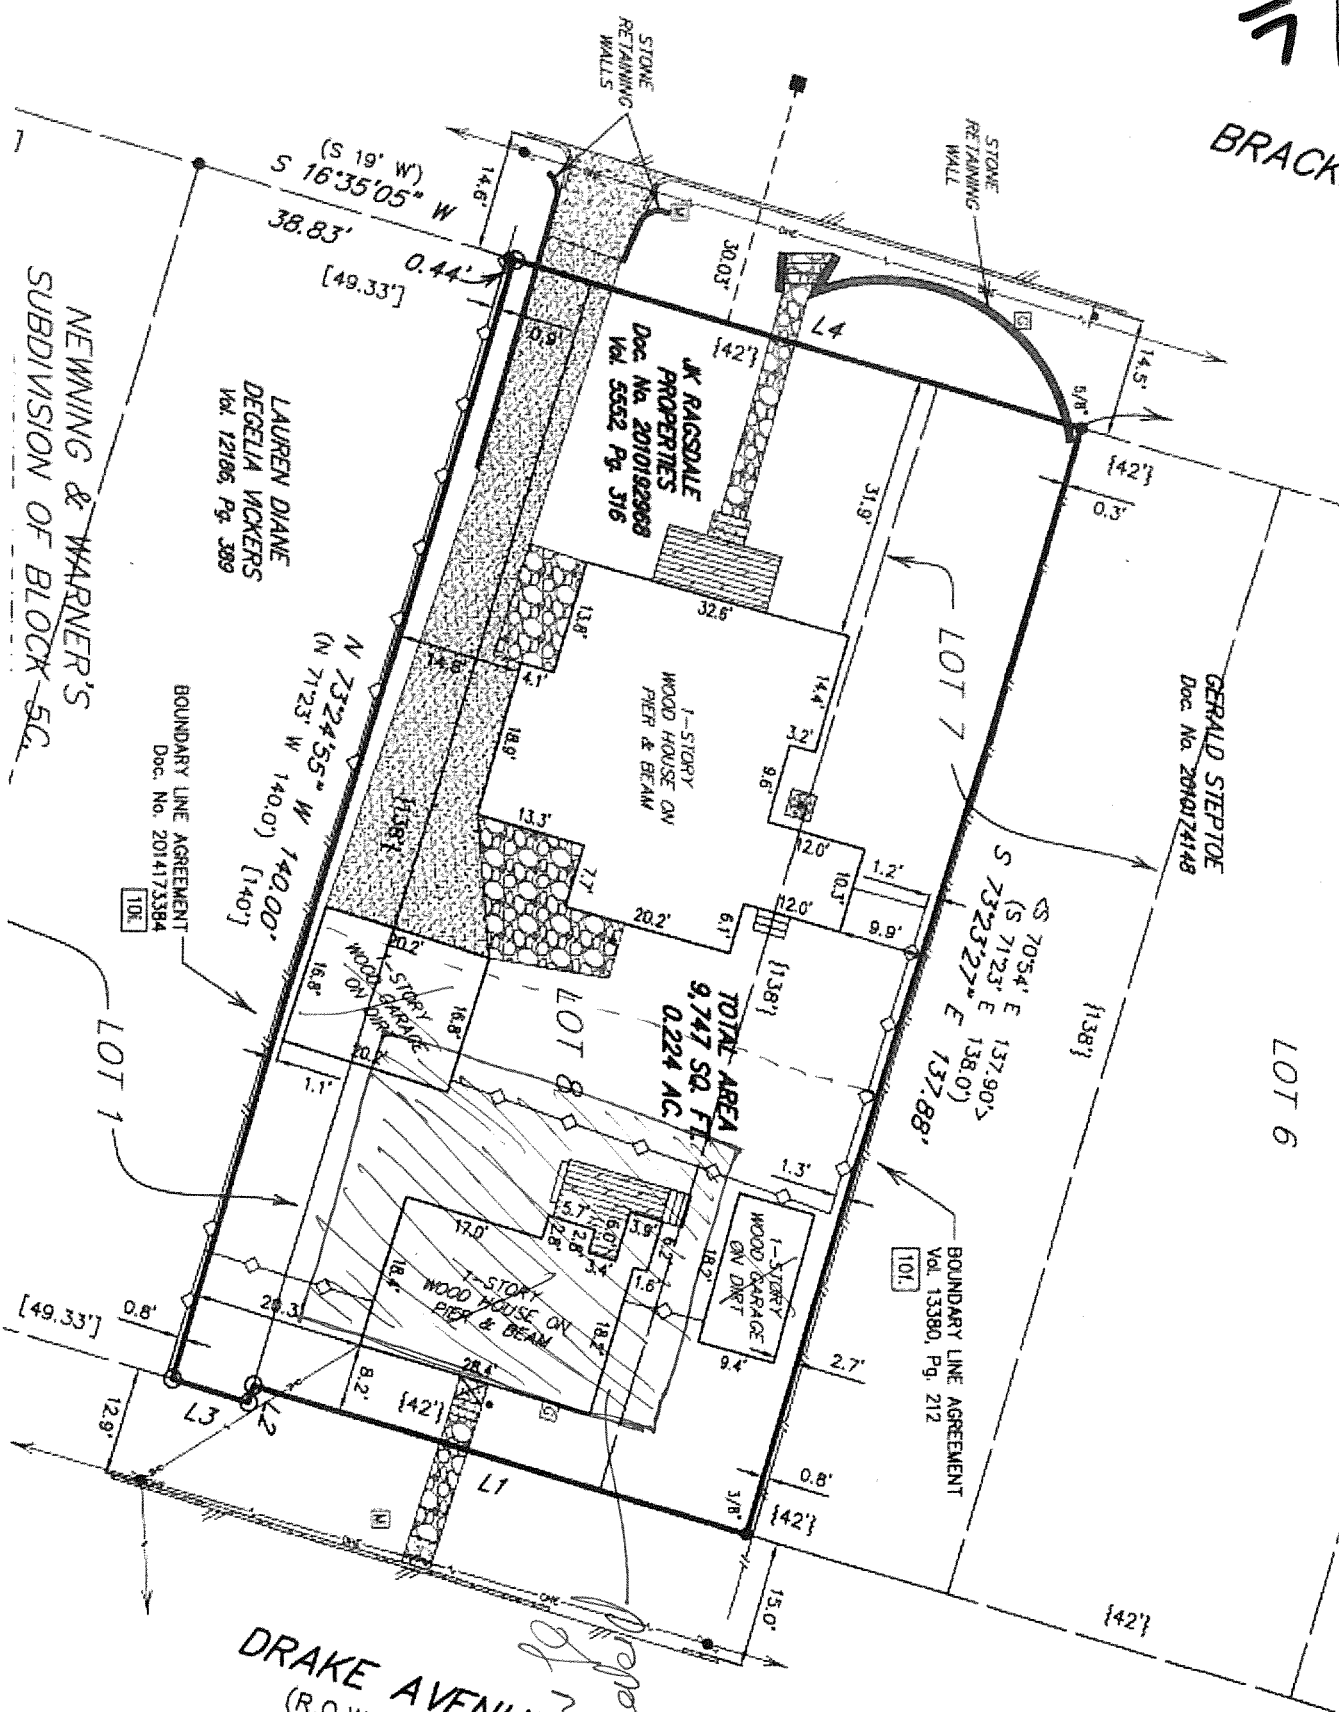 BRACK
STONE
RETAINING
WALLS
STONE
RETAINING
WALL
(S 19° W)
S 16°35'05" W
38.83'
0.44'
[49.33']
14.6'
30.03'
{42'}
L4
14.5'
5/8"
{42'}
0.3'
0.9'
JK RAGSDALE
PROPERTIES
Doc. No. 2010192968
Vol. 5552, Pg. 316
31.9'
LOT 7
GERALD STEPTOE
Doc. No. 2010174148
LOT 6
{138'}
LAUREN DIANE
DEGELIA VICKERS
Vol. 12186, Pg. 389
NEWNING & WARNER'S
SUBDIVISION OF BLOCK 5C
1
32.6'
13.8'
14.8'
4.1'
18.9'
14.4'
3.2'
9.6'
1-STORY
WOOD HOUSE ON
PIER & BEAM
13.3'
7.7'
20.2'
6.1'
12.0'
12.0'
10.3'
1.2'
9.9'
N 73°24'55" W 140.00'
(N 71°23' W 140.0') [140']
{138'}
BOUNDARY LINE AGREEMENT
Doc. No. 2014173384
10k.
<S 70°54' E 137.90'>
(S 71°23' E 138.0')
S 73°23'27" E 137.88'
{138'}
TOTAL AREA
9,747 SQ. FT.
0.224 AC.
LOT 8
20.2'
16.8'
16.8'
20.2'
1-STORY
WOOD GARAGE
ON DIRT
1.1'
LOT 1
1.3'
BOUNDARY LINE AGREEMENT
Vol. 13380, Pg. 212
10f.
1-STORY
WOOD GARAGE
ON DIRT
18.2'
9.4'
2.7'
17.0'
5.7'
2.8'
2.8'
6.0'
3.9'
6.2'
1.6'
18.4'
18.2'
1-STORY
WOOD HOUSE ON
PIER & BEAM
20.3'
28.4'
8.2'
{42'}
[49.33']
0.8'
12.9'
L3
L2
L1
3/8"
0.8'
{42'}
15.0'
{42'}
DRAKE AVENU
(R.O.W.